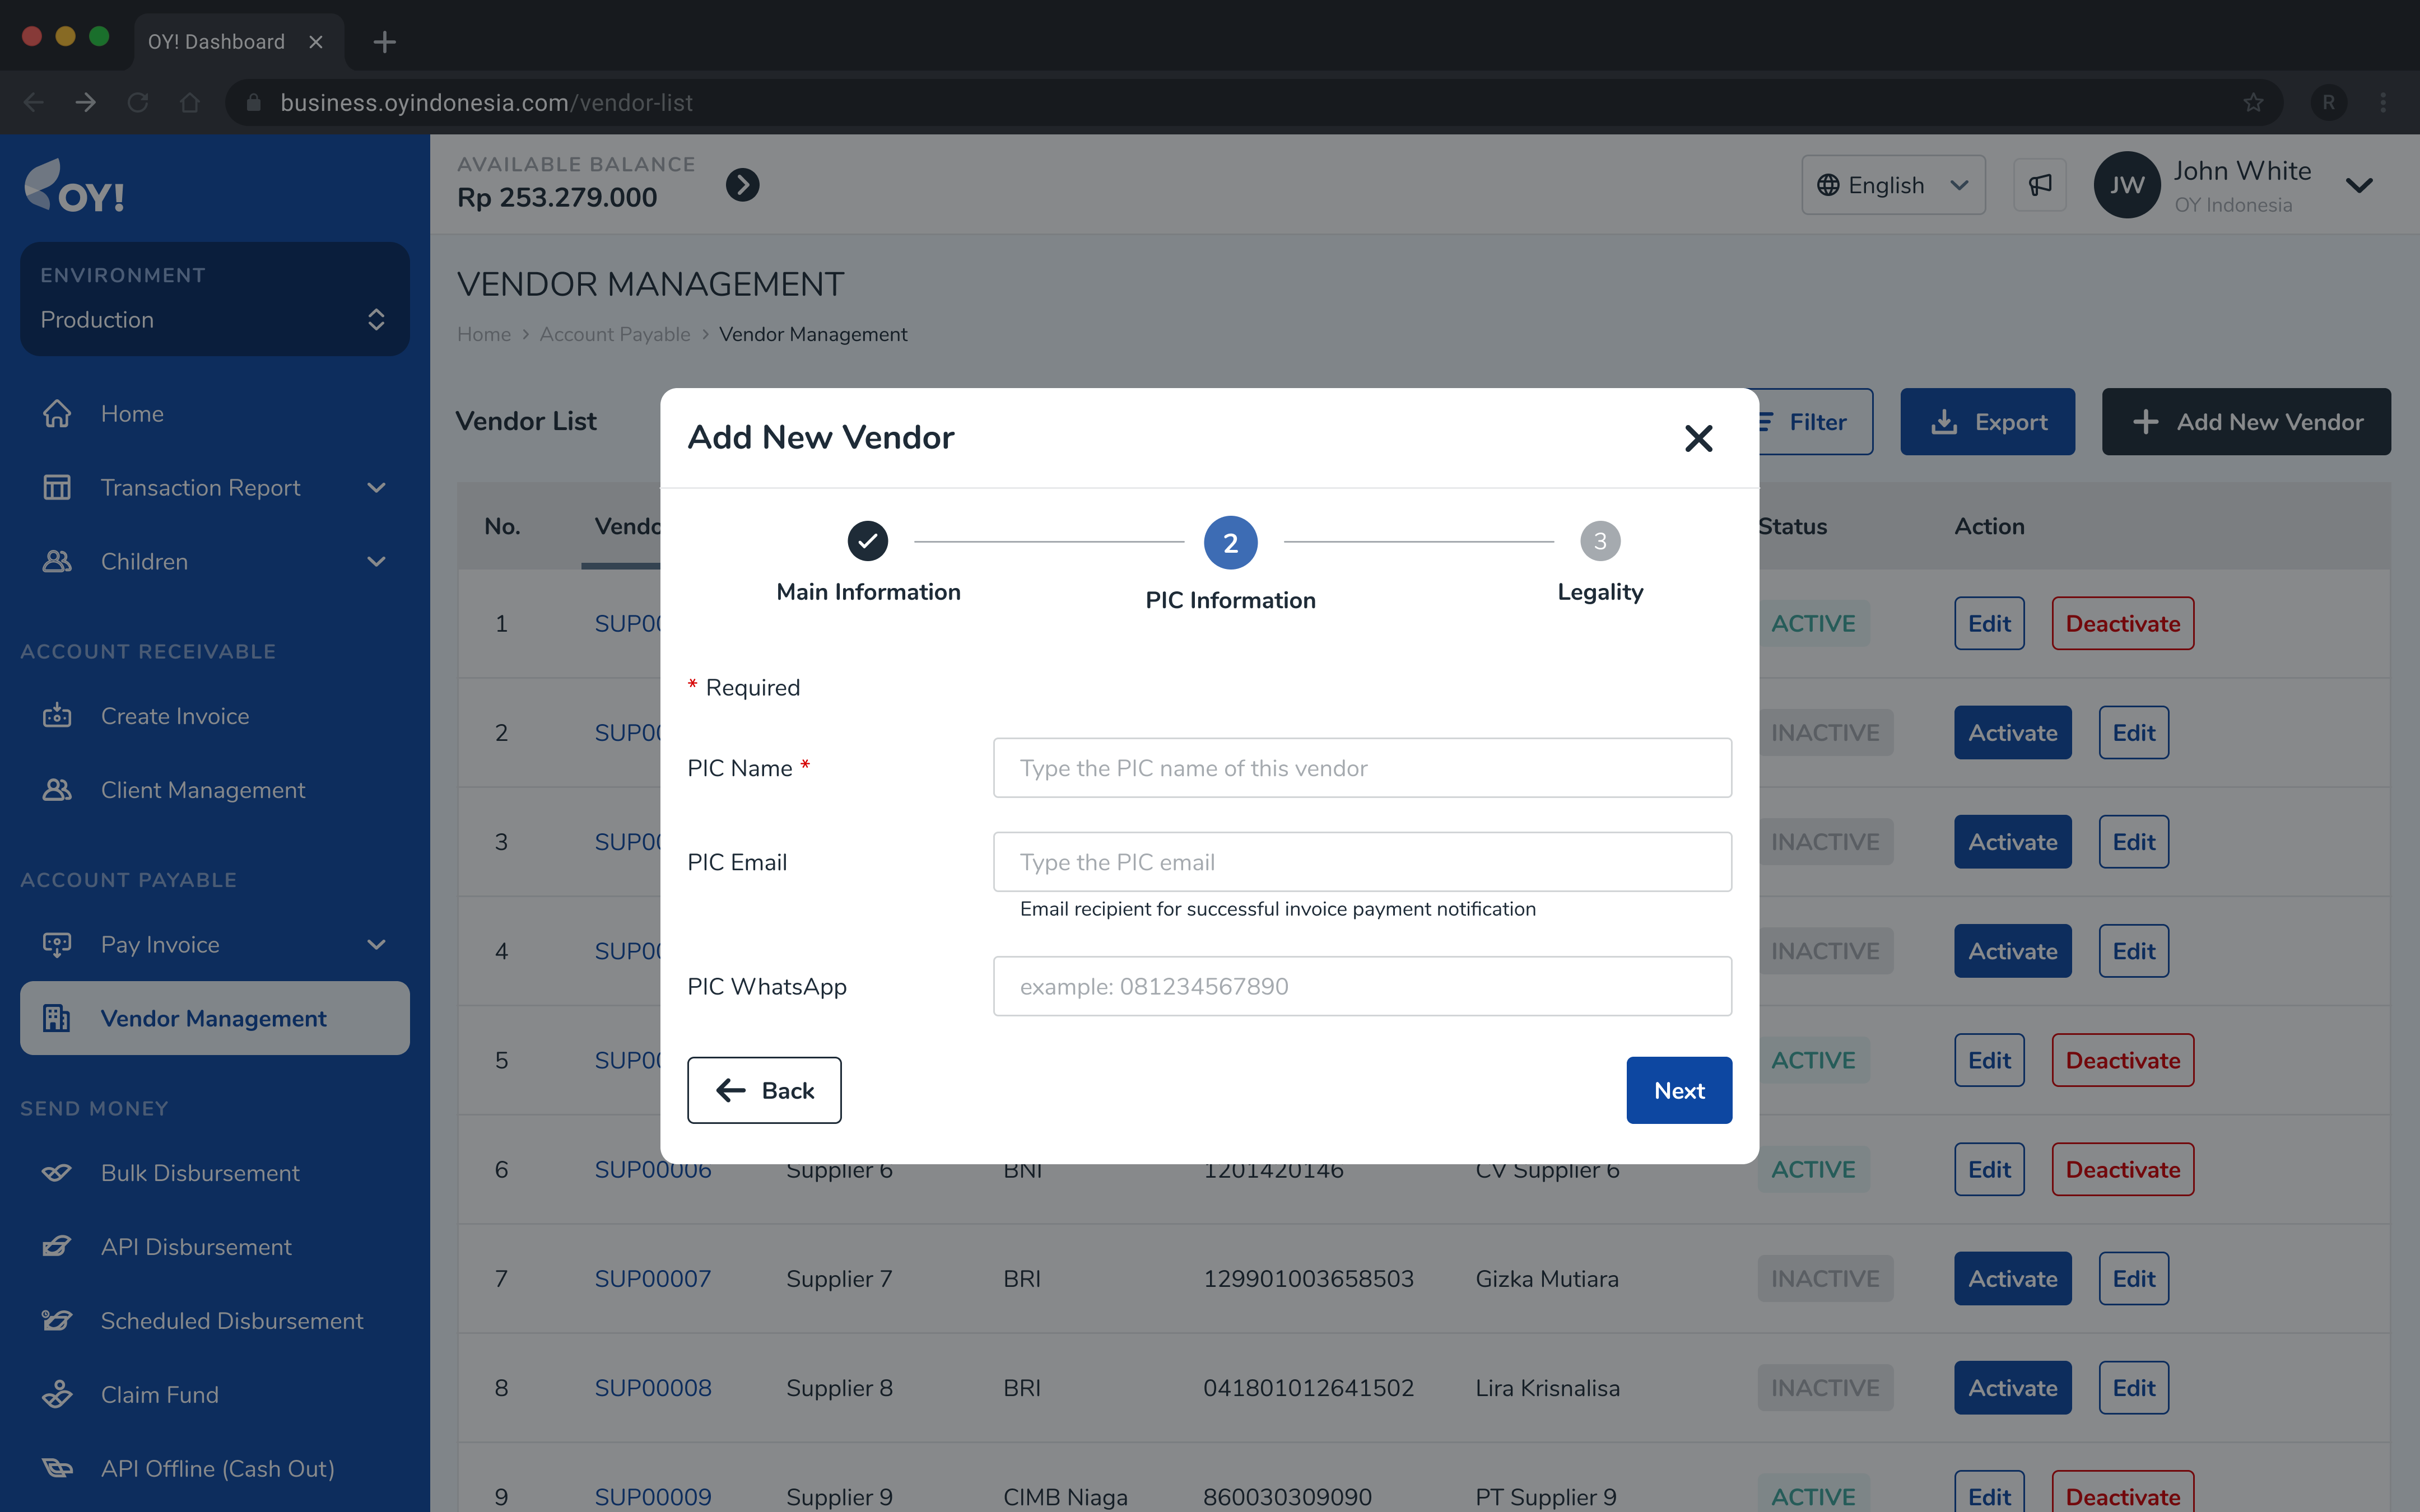 OY! Dashboard
business.oyindonesia.com/vendor-list
R
OY!
ENVIRONMENT
Production
Home
Transaction Report
Children
ACCOUNT RECEIVABLE
Create Invoice
Client Management
ACCOUNT PAYABLE
Pay Invoice
Vendor Management
SEND MONEY
Bulk Disbursement
API Disbursement
Scheduled Disbursement
Claim Fund
API Offline (Cash Out)
AVAILABLE BALANCE
Rp 253.279.000
English
JW
John White
OY Indonesia
VENDOR MANAGEMENT
Home > Account Payable > Vendor Management
Vendor List
Filter
Export
Add New Vendor
No. Status Action
1 ACTIVE Edit Deactivate
2 INACTIVE Activate Edit
3 INACTIVE Activate Edit
4 INACTIVE Activate Edit
5 ACTIVE Edit Deactivate
6 SUP00006 Supplier 6 BNI 1201420146 CV Supplier 6 ACTIVE Edit Deactivate
7 SUP00007 Supplier 7 BRI 129901003658503 Gizka Mutiara INACTIVE Activate Edit
8 SUP00008 Supplier 8 BRI 041801012641502 Lira Krisnalisa INACTIVE Activate Edit
9 SUP00009 Supplier 9 CIMB Niaga 860030309090 PT Supplier 9 ACTIVE Edit Deactivate
Add New Vendor
2 3
Main Information
PIC Information
Legality
* Required
PIC Name *
Type the PIC name of this vendor
PIC Email
Type the PIC email
Email recipient for successful invoice payment notification
PIC WhatsApp
example: 081234567890
Back
Next